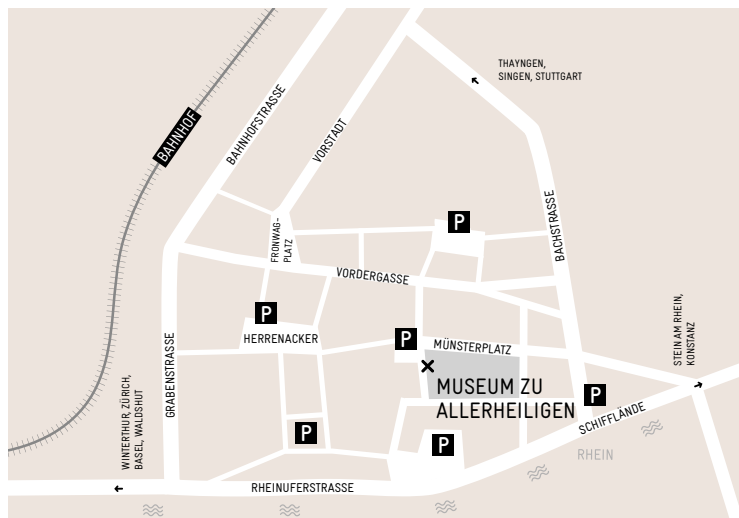 THAYNGEN,
SINGEN, STUTTGART
BAHNHOF
BAHNHOFSTRASSE
VORSTADT
BACHSTRASSE
P
FRONWAG-
PLATZ
VORDERGASSE
P
HERRENACKER
P
MÜNSTERPLATZ
STEIN AM RHEIN,
KONSTANZ
GRABENSTRASSE
MUSEUM ZU
ALLERHEILIGEN
P
SCHIFFLÄNDE
WINTERTHUR, ZÜRICH,
BASEL, WALDSHUT
P
P
RHEIN
RHEINUFERSTRASSE